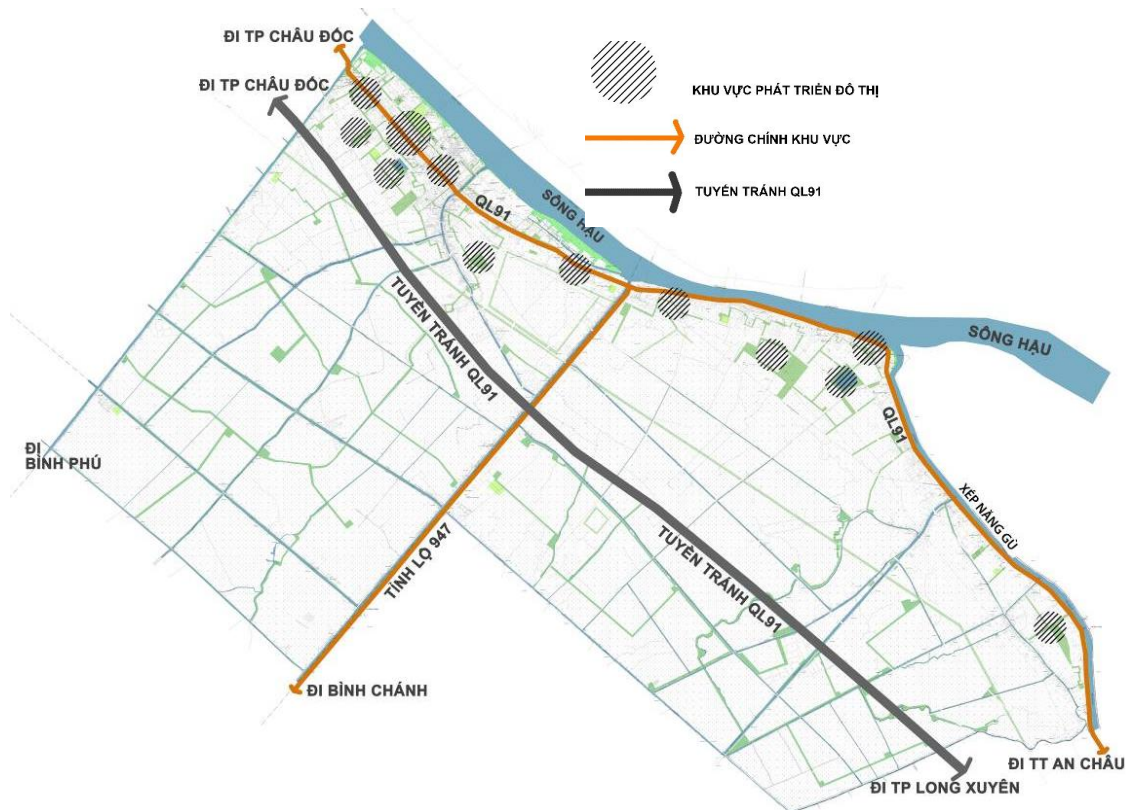 ĐI TP CHÂU ĐỐC
ĐI TP CHÂU ĐỐC
KHU VỰC PHÁT TRIỂN ĐÔ THỊ
ĐƯỜNG CHÍNH KHU VỰC
TUYẾN TRÁNH QL91
QL91
SÔNG HẬU
TUYẾN TRÁNH QL91
SÔNG HẬU
QL91
ĐI
BÌNH PHÚ
XÉP NĂNG GÙ
TỈNH LỘ 947
TUYẾN TRÁNH QL91
ĐI BÌNH CHÁNH
ĐI TT AN CHÂU
ĐI TP LONG XUYÊN